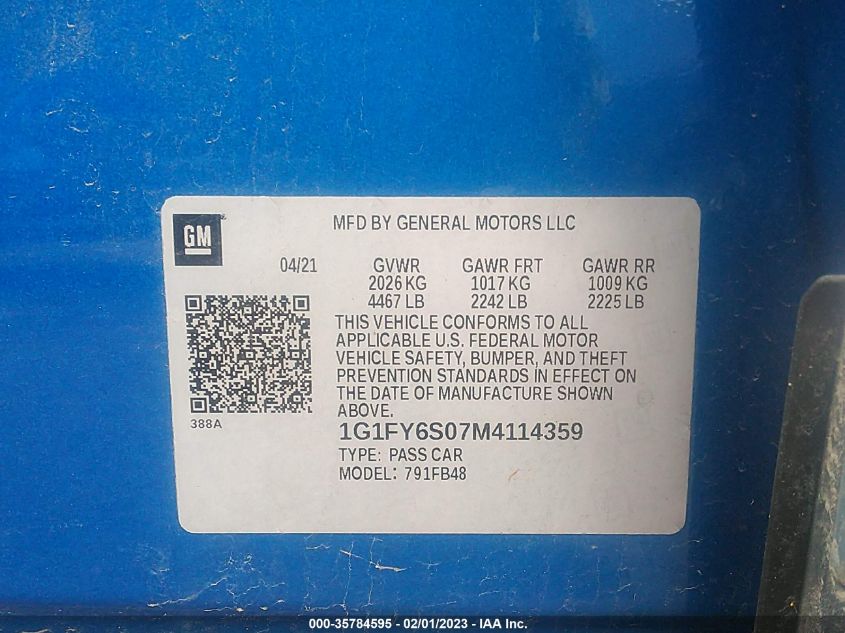 MFD BY GENERAL MOTORS LLC
GM
04/21 GVWR GAWR FRT GAWR RR
2026 KG 1017 KG 1009 KG
4467 LB 2242 LB 2225 LB
THIS VEHICLE CONFORMS TO ALL
APPLICABLE U.S. FEDERAL MOTOR
VEHICLE SAFETY, BUMPER, AND THEFT
PREVENTION STANDARDS IN EFFECT ON
THE DATE OF MANUFACTURE SHOWN
ABOVE.
388A
1G1FY6S07M4114359
TYPE: PASS CAR
MODEL: 791FB48
000-35784595 - 02/01/2023 - IAA Inc.